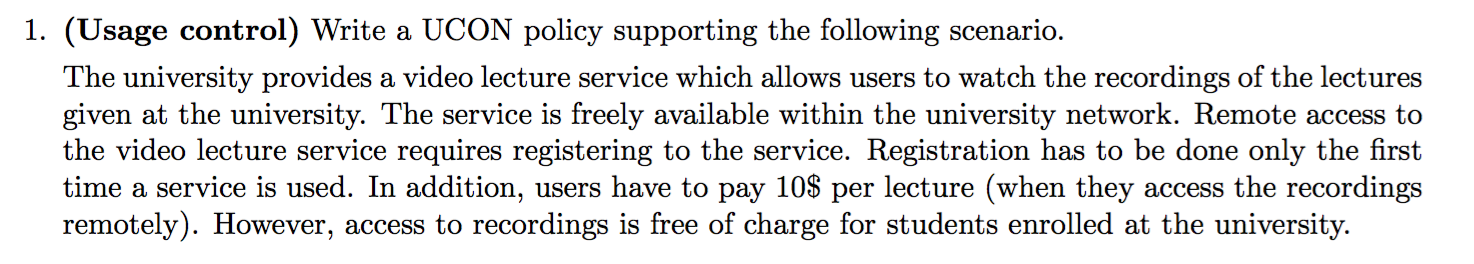 1. (Usage control) Write a UCON policy supporting the following scenario.
The university provides a video lecture service which allows users to watch the recordings of the lectures
given at the university. The service is freely available within the university network. Remote access to
the video lecture service requires registering to the service. Registration has to be done only the first
time a service is used. In addition, users have to pay 10$ per lecture (when they access the recordings
remotely). However, access to recordings is free of charge for students enrolled at the university.